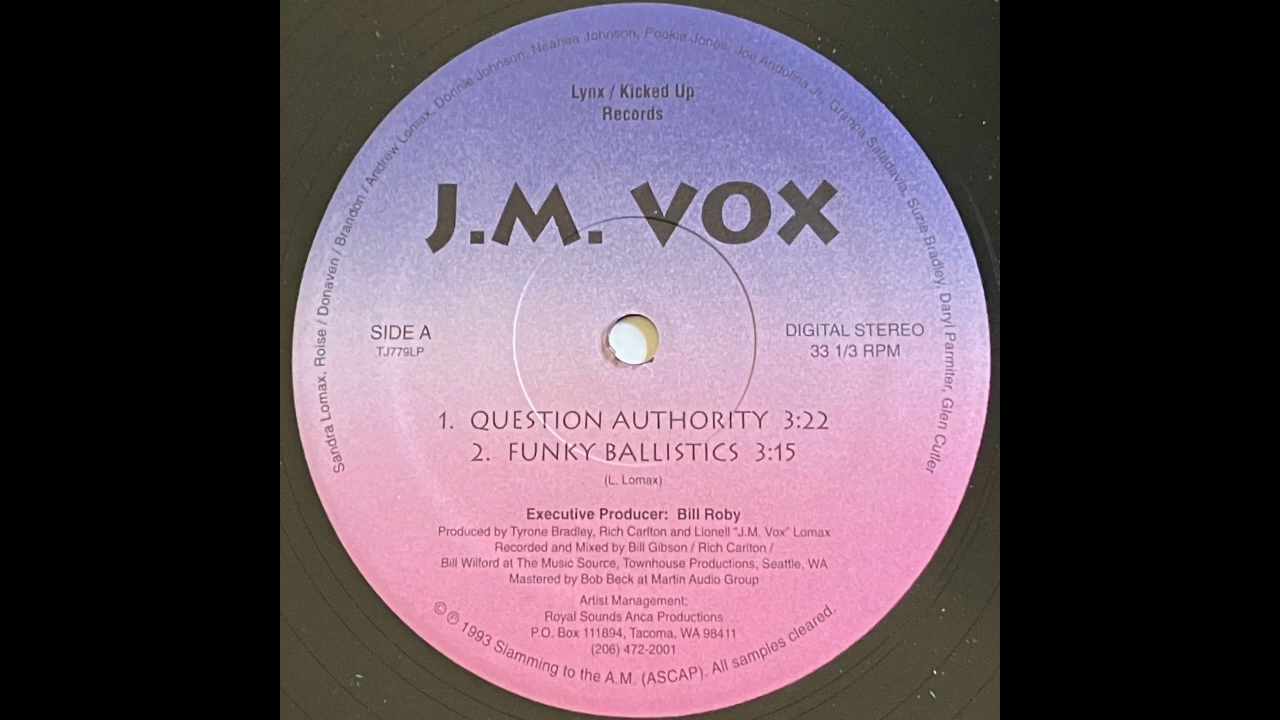 Sandra Lomax, Roise / Donaven / Brandon / Andrew Lomax, Donnie Johnson, Neanea Johnson, Pookie Jones, Joe Andolina Jr., Granpa Saladavia, Suzie Bradley, Daryl Parmiter, Glen Cutler
Lynx / Kicked Up
Records
J.M. VOX
SIDE A
TJ779LP
DIGITAL STEREO
33 1/3 RPM
1. QUESTION AUTHORITY 3:22
2. FUNKY BALLISTICS 3:15
(L. Lomax)
Executive Producer: Bill Roby
Produced by Tyrone Bradley, Rich Carlton and Lionell "J.M. Vox" Lomax
Recorded and Mixed by Bill Gibson / Rich Carlton /
Bill Wilford at The Music Source, Townhouse Productions, Seattle, WA
Mastered by Bob Beck at Martin Audio Group
Artist Management:
Royal Sounds Anca Productions
P.O. Box 111894, Tacoma, WA 98411
(206) 472-2001
© ℗ 1993 Slamming to the A.M. (ASCAP). All samples cleared.